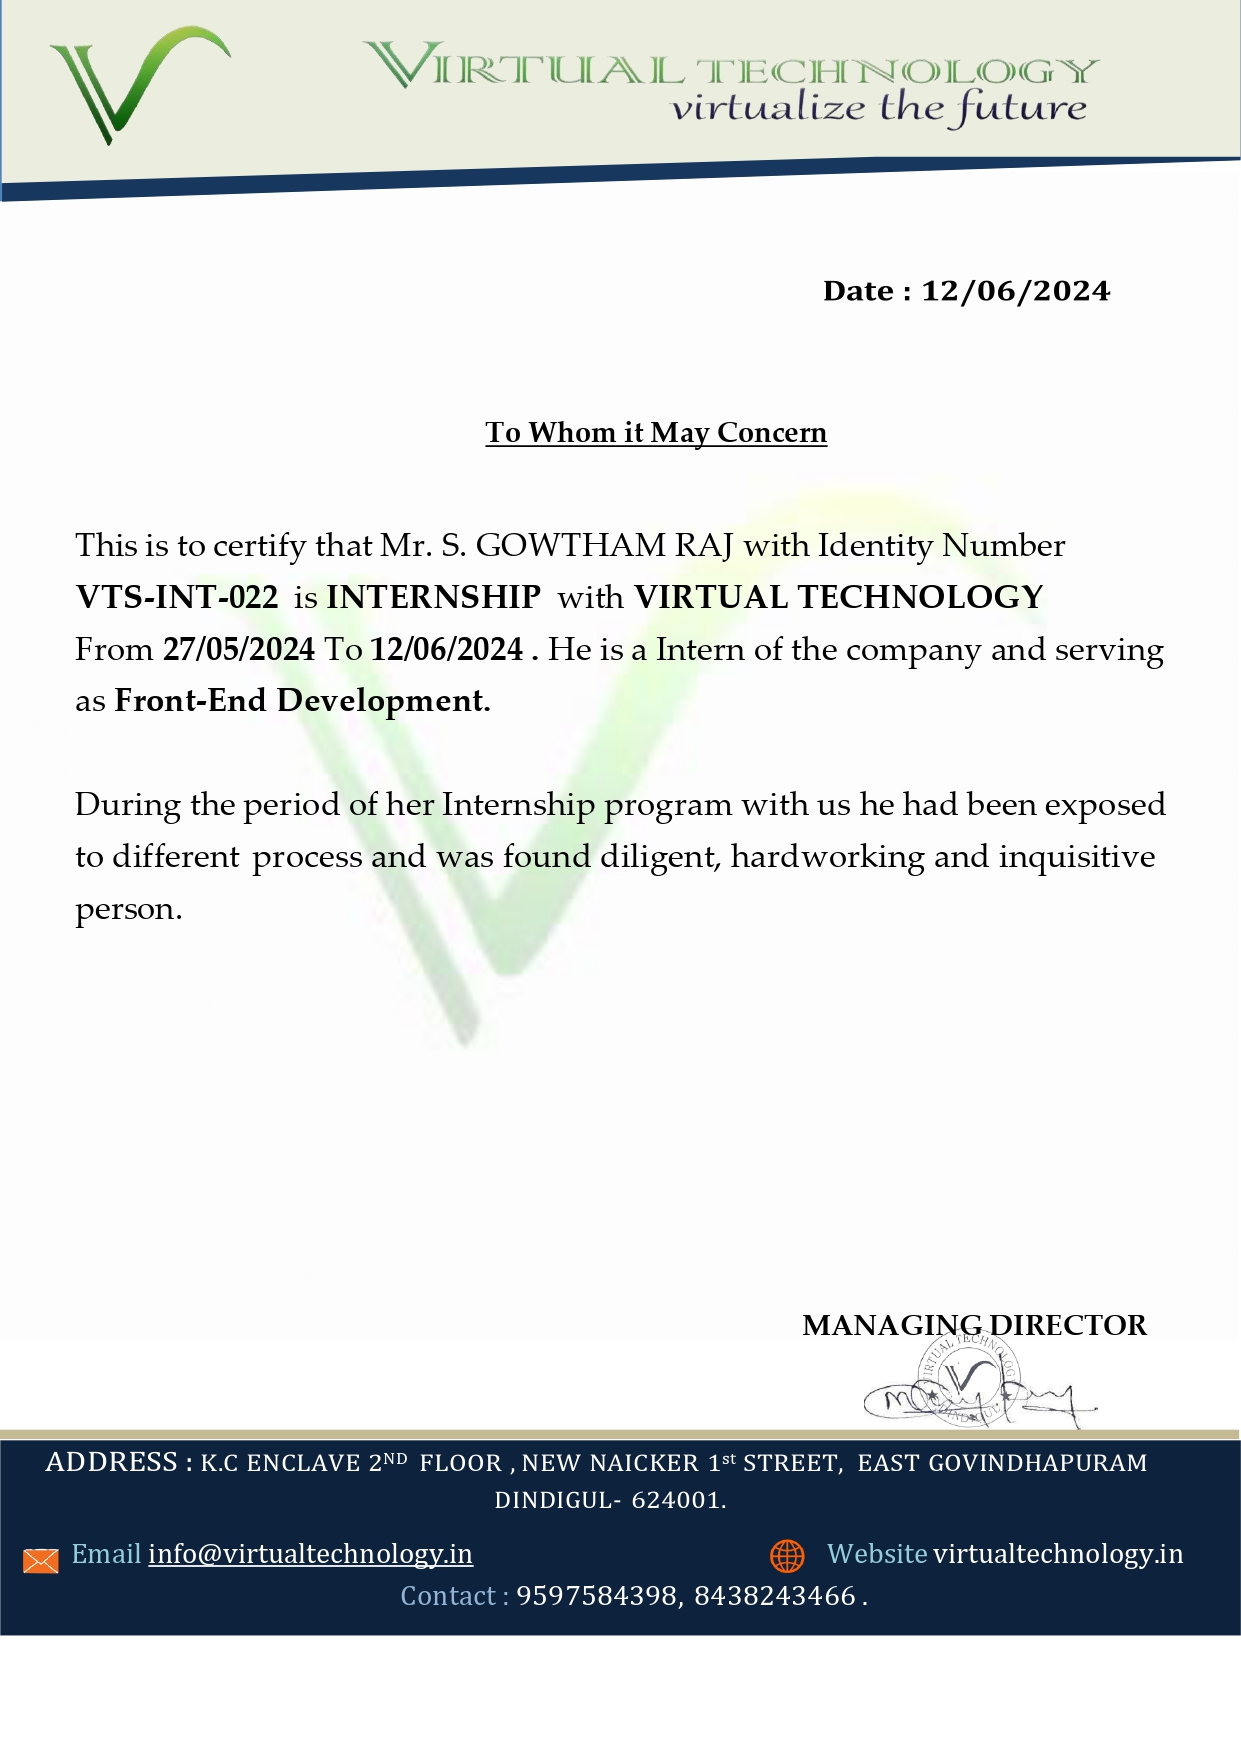 VIRTUAL TECHNOLOGY
virtualize the future
Date : 12/06/2024
To Whom it May Concern
This is to certify that Mr. S. GOWTHAM RAJ with Identity Number
VTS-INT-022 is INTERNSHIP with VIRTUAL TECHNOLOGY
From 27/05/2024 To 12/06/2024 . He is a Intern of the company and serving
as Front-End Development.
During the period of her Internship program with us he had been exposed
to different process and was found diligent, hardworking and inquisitive
person.
MANAGING DIRECTOR
VIRTUAL TECHNOLOGY
DINDIGUL
ADDRESS : K.C ENCLAVE 2ND FLOOR , NEW NAICKER 1st STREET, EAST GOVINDHAPURAM
DINDIGUL- 624001.
Email info@virtualtechnology.in Website virtualtechnology.in
Contact : 9597584398, 8438243466 .